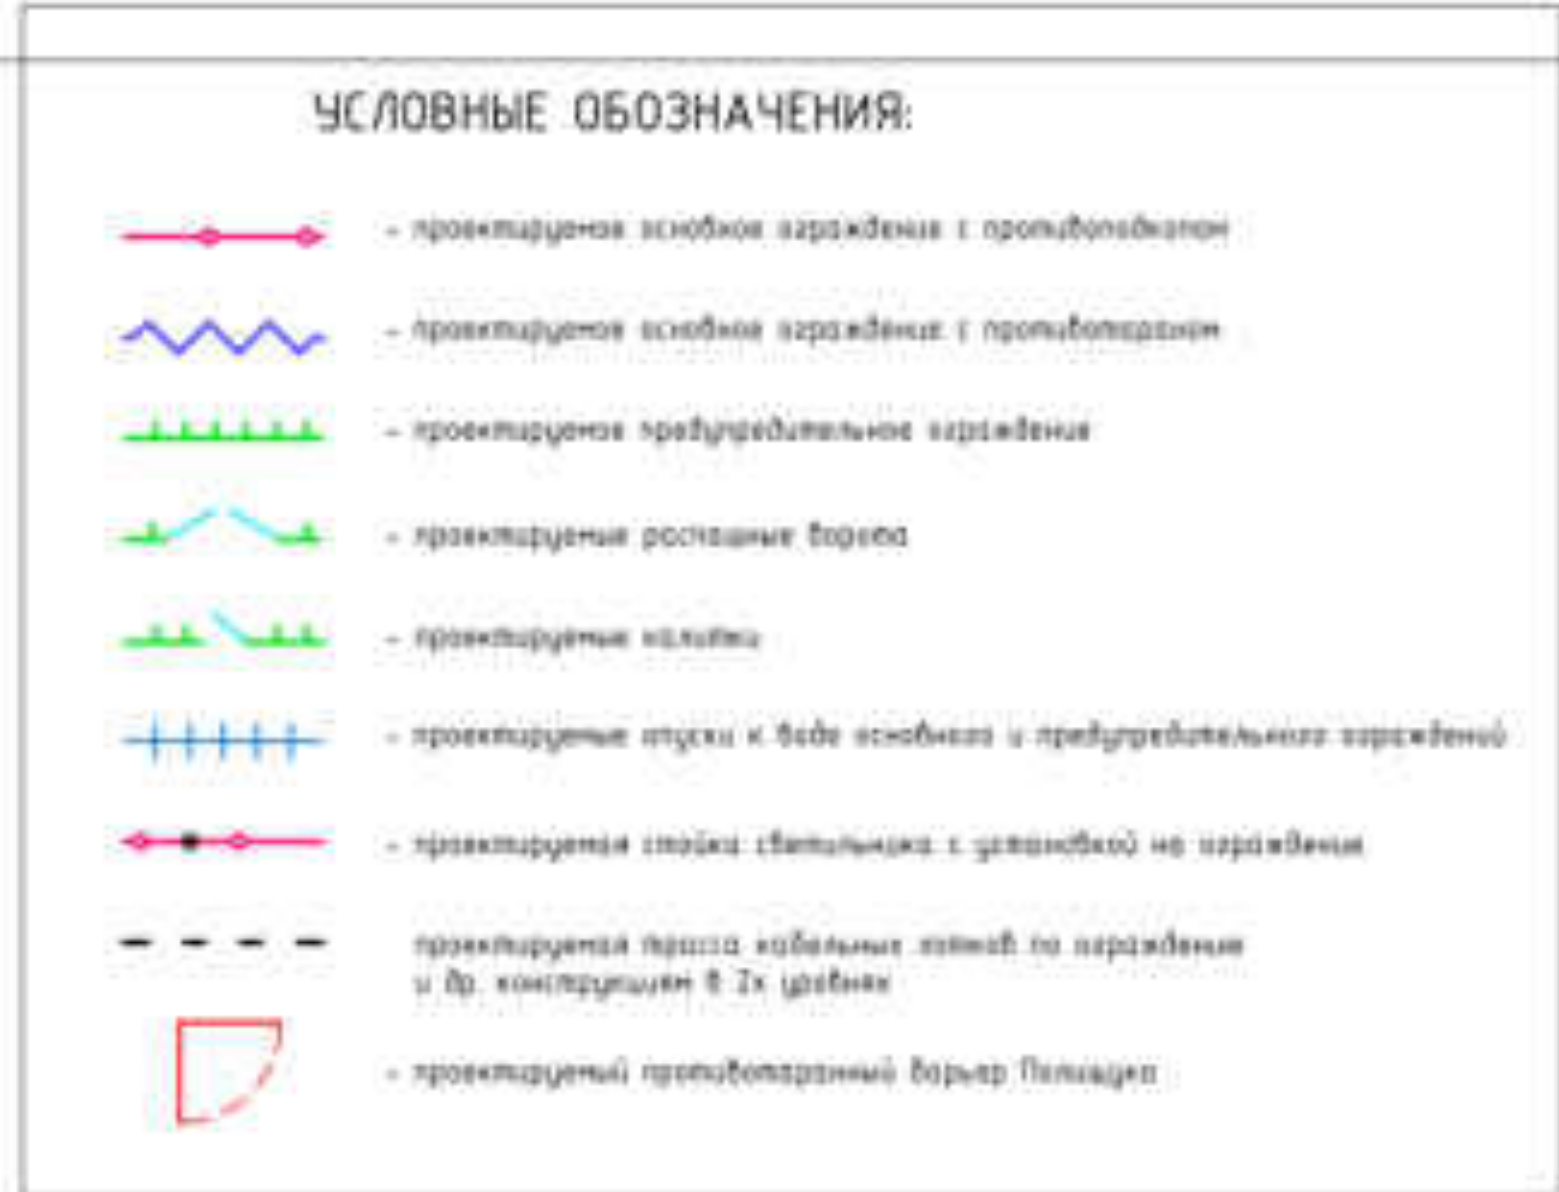 УСЛОВНЫЕ ОБОЗНАЧЕНИЯ:
- проектируемое основное ограждение с противоподкопом
- проектируемое основное ограждение с противотараном
- проектируемое предупредительное ограждение
- проектируемые распашные ворота
- проектируемые калитки
- проектируемые спуски к воде основного и предупредительного ограждений
- проектируемая стойка светильника с установкой на ограждение
проектируемая трасса кабельных лотков по ограждению
и др. конструкциям в 2х уровнях
- проектируемый противотаранный барьер Полищука